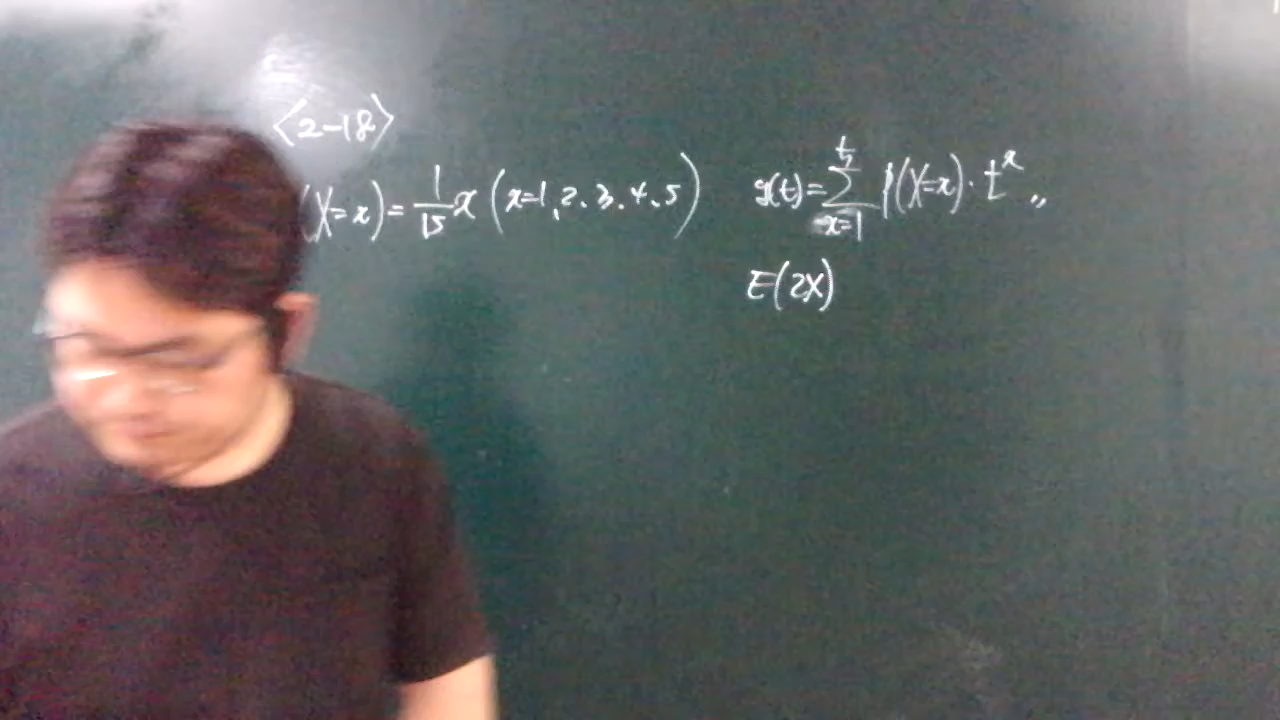 <2-18>
(X=x)=1/15 x (x=1,2,3,4,5)
g(t)=Σ_{x=1}^{5} P(X=x)·t^x 〃
E(2X)